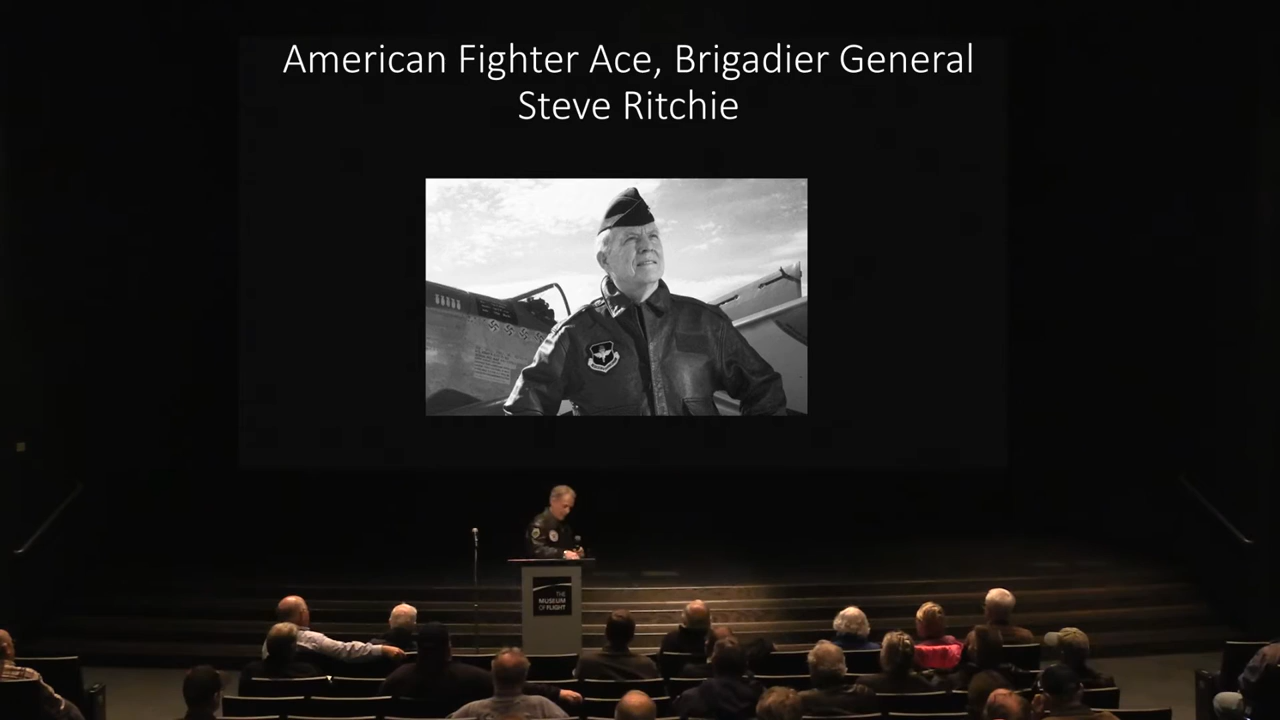 American Fighter Ace, Brigadier General
Steve Ritchie
THE
MUSEUM
OF FLIGHT